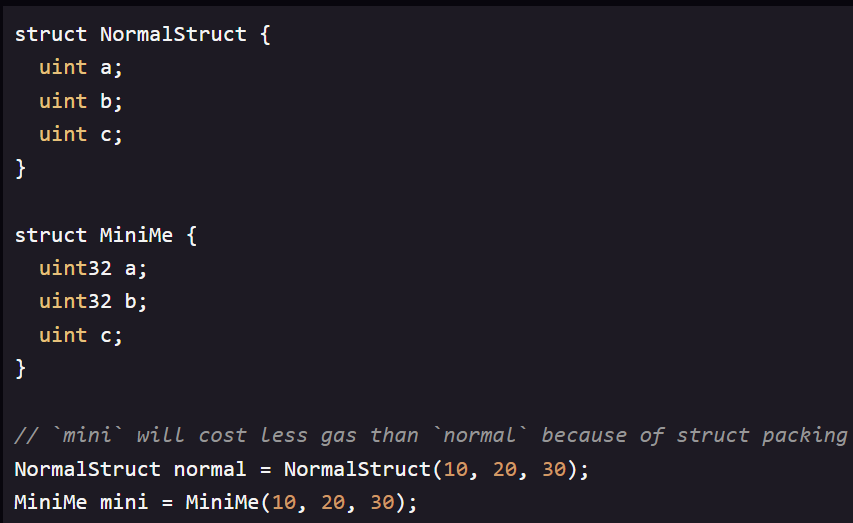 struct NormalStruct {
  uint a;
  uint b;
  uint c;
}

struct MiniMe {
  uint32 a;
  uint32 b;
  uint c;
}

// `mini` will cost less gas than `normal` because of struct packing
NormalStruct normal = NormalStruct(10, 20, 30);
MiniMe mini = MiniMe(10, 20, 30);